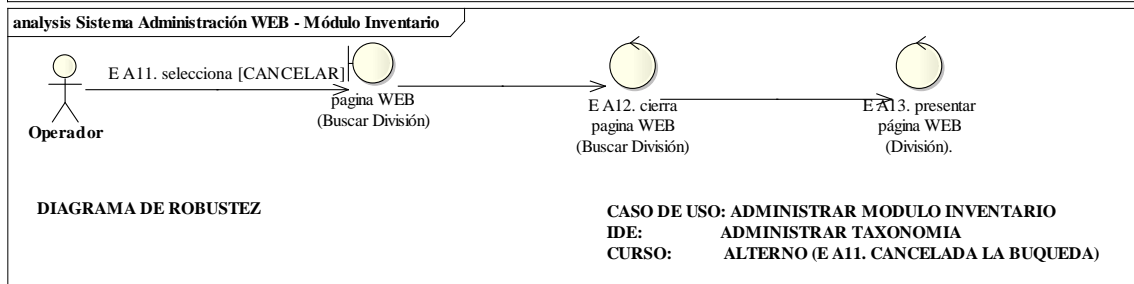 analysis Sistema Administración WEB - Módulo Inventario
E A11. selecciona [CANCELAR]
Operador
pagina WEB
(Buscar División)
E A12. cierra
pagina WEB
(Buscar División)
E A13. presentar
página WEB
(División).
DIAGRAMA DE ROBUSTEZ
CASO DE USO: ADMINISTRAR MODULO INVENTARIO
IDE: ADMINISTRAR TAXONOMIA
CURSO: ALTERNO (E A11. CANCELADA LA BUQUEDA)